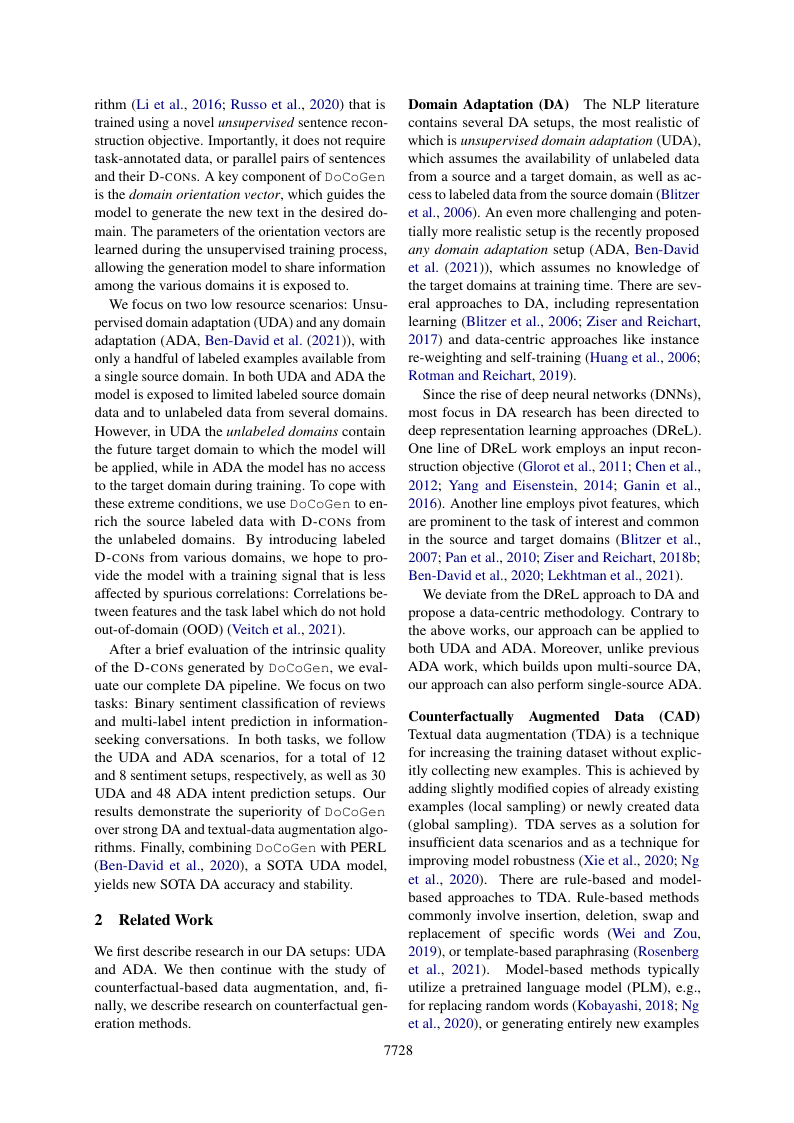 rithm (Li et al., 2016; Russo et al., 2020) that is
trained using a novel unsupervised sentence recon-
struction objective. Importantly, it does not require
task-annotated data, or parallel pairs of sentences
and their D-CONs. A key component of DoCoGen
is the domain orientation vector, which guides the
model to generate the new text in the desired do-
main. The parameters of the orientation vectors are
learned during the unsupervised training process,
allowing the generation model to share information
among the various domains it is exposed to.
We focus on two low resource scenarios: Unsu-
pervised domain adaptation (UDA) and any domain
adaptation (ADA, Ben-David et al. (2021)), with
only a handful of labeled examples available from
a single source domain. In both UDA and ADA the
model is exposed to limited labeled source domain
data and to unlabeled data from several domains.
However, in UDA the unlabeled domains contain
the future target domain to which the model will
be applied, while in ADA the model has no access
to the target domain during training. To cope with
these extreme conditions, we use DoCoGen to en-
rich the source labeled data with D-CONs from
the unlabeled domains. By introducing labeled
D-CONs from various domains, we hope to pro-
vide the model with a training signal that is less
affected by spurious correlations: Correlations be-
tween features and the task label which do not hold
out-of-domain (OOD) (Veitch et al., 2021).
After a brief evaluation of the intrinsic quality
of the D-CONs generated by DoCoGen, we eval-
uate our complete DA pipeline. We focus on two
tasks: Binary sentiment classification of reviews
and multi-label intent prediction in information-
seeking conversations. In both tasks, we follow
the UDA and ADA scenarios, for a total of 12
and 8 sentiment setups, respectively, as well as 30
UDA and 48 ADA intent prediction setups. Our
results demonstrate the superiority of DoCoGen
over strong DA and textual-data augmentation algo-
rithms. Finally, combining DoCoGen with PERL
(Ben-David et al., 2020), a SOTA UDA model,
yields new SOTA DA accuracy and stability.
2 Related Work
We first describe research in our DA setups: UDA
and ADA. We then continue with the study of
counterfactual-based data augmentation, and, fi-
nally, we describe research on counterfactual gen-
eration methods.
Domain Adaptation (DA) The NLP literature
contains several DA setups, the most realistic of
which is unsupervised domain adaptation (UDA),
which assumes the availability of unlabeled data
from a source and a target domain, as well as ac-
cess to labeled data from the source domain (Blitzer
et al., 2006). An even more challenging and poten-
tially more realistic setup is the recently proposed
any domain adaptation setup (ADA, Ben-David
et al. (2021)), which assumes no knowledge of
the target domains at training time. There are sev-
eral approaches to DA, including representation
learning (Blitzer et al., 2006; Ziser and Reichart,
2017) and data-centric approaches like instance
re-weighting and self-training (Huang et al., 2006;
Rotman and Reichart, 2019).
Since the rise of deep neural networks (DNNs),
most focus in DA research has been directed to
deep representation learning approaches (DReL).
One line of DReL work employs an input recon-
struction objective (Glorot et al., 2011; Chen et al.,
2012; Yang and Eisenstein, 2014; Ganin et al.,
2016). Another line employs pivot features, which
are prominent to the task of interest and common
in the source and target domains (Blitzer et al.,
2007; Pan et al., 2010; Ziser and Reichart, 2018b;
Ben-David et al., 2020; Lekhtman et al., 2021).
We deviate from the DReL approach to DA and
propose a data-centric methodology. Contrary to
the above works, our approach can be applied to
both UDA and ADA. Moreover, unlike previous
ADA work, which builds upon multi-source DA,
our approach can also perform single-source ADA.
Counterfactually Augmented Data (CAD)
Textual data augmentation (TDA) is a technique
for increasing the training dataset without explic-
itly collecting new examples. This is achieved by
adding slightly modified copies of already existing
examples (local sampling) or newly created data
(global sampling). TDA serves as a solution for
insufficient data scenarios and as a technique for
improving model robustness (Xie et al., 2020; Ng
et al., 2020). There are rule-based and model-
based approaches to TDA. Rule-based methods
commonly involve insertion, deletion, swap and
replacement of specific words (Wei and Zou,
2019), or template-based paraphrasing (Rosenberg
et al., 2021). Model-based methods typically
utilize a pretrained language model (PLM), e.g.,
for replacing random words (Kobayashi, 2018; Ng
et al., 2020), or generating entirely new examples
7728